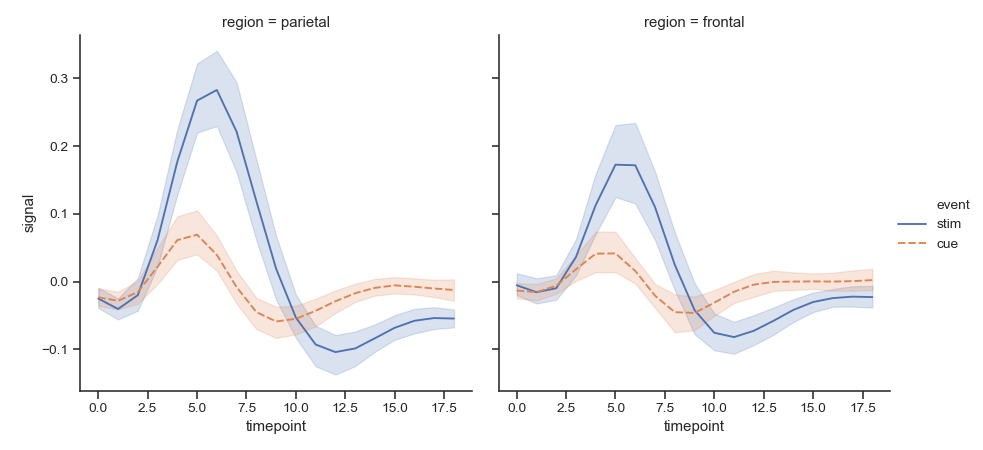 region = parietal
region = frontal
signal
0.3
0.2
0.1
0.0
−0.1
0.0 2.5 5.0 7.5 10.0 12.5 15.0 17.5
timepoint
0.0 2.5 5.0 7.5 10.0 12.5 15.0 17.5
timepoint
event
stim
cue